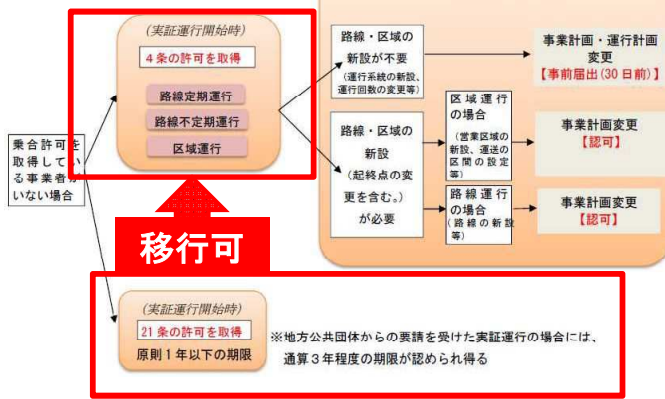 乗合許可を
取得してい
る事業者が
いない場合
(実証運行開始時)
4条の許可を取得
路線定期運行
路線不定期運行
区域運行
路線・区域の
新設が不要
(運行系統の新設、
運行回数の変更等)
事業計画・運行計画
変更
【事前届出(30日前)】
路線・区域の
新設
(起終点の変
更を含む。)
が必要
区域運行
の場合
(営業区域の
新設、運送の
区間の設定
等)
事業計画変更
【認可】
路線運行
の場合
(路線の新設
等)
事業計画変更
【認可】
移行可
(実証運行開始時)
21条の許可を取得
原則1年以下の期限
※地方公共団体からの要請を受けた実証運行の場合には、
通算3年程度の期限が認められ得る